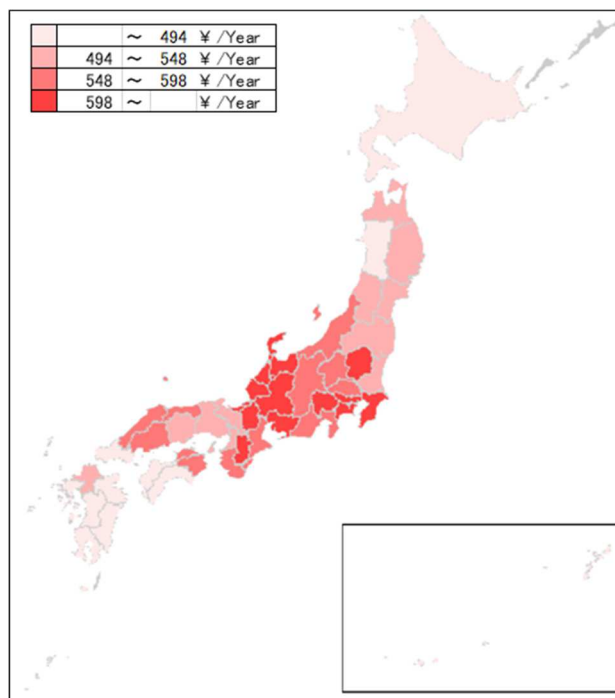 ～ 494 ¥ /Year
494 ～ 548 ¥ /Year
548 ～ 598 ¥ /Year
598 ～ ¥ /Year